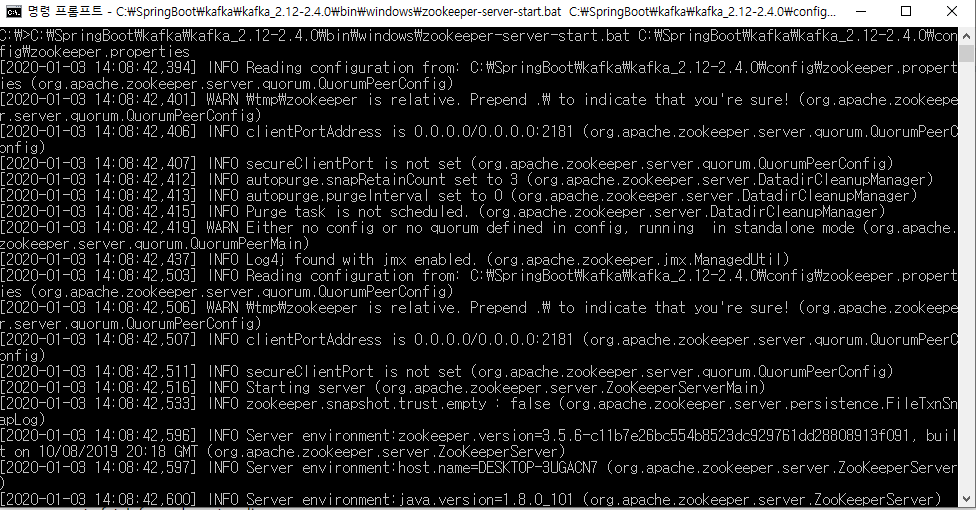 명령 프롬프트 - C:₩SpringBoot₩kafka₩kafka_2.12-2.4.0₩bin₩windows₩zookeeper-server-start.bat C:₩SpringBoot₩kafka₩kafka_2.12-2.4.0₩config...
C:₩>C:₩SpringBoot₩kafka₩kafka_2.12-2.4.0₩bin₩windows₩zookeeper-server-start.bat C:₩SpringBoot₩kafka₩kafka_2.12-2.4.0₩con
fig₩zookeeper.properties
[2020-01-03 14:08:42,394] INFO Reading configuration from: C:₩SpringBoot₩kafka₩kafka_2.12-2.4.0₩config₩zookeeper.propert
ies (org.apache.zookeeper.server.quorum.QuorumPeerConfig)
[2020-01-03 14:08:42,401] WARN ₩tmp₩zookeeper is relative. Prepend .₩ to indicate that you're sure! (org.apache.zookeepe
r.server.quorum.QuorumPeerConfig)
[2020-01-03 14:08:42,406] INFO clientPortAddress is 0.0.0.0/0.0.0.0:2181 (org.apache.zookeeper.server.quorum.QuorumPeerC
onfig)
[2020-01-03 14:08:42,407] INFO secureClientPort is not set (org.apache.zookeeper.server.quorum.QuorumPeerConfig)
[2020-01-03 14:08:42,412] INFO autopurge.snapRetainCount set to 3 (org.apache.zookeeper.server.DatadirCleanupManager)
[2020-01-03 14:08:42,413] INFO autopurge.purgeInterval set to 0 (org.apache.zookeeper.server.DatadirCleanupManager)
[2020-01-03 14:08:42,415] INFO Purge task is not scheduled. (org.apache.zookeeper.server.DatadirCleanupManager)
[2020-01-03 14:08:42,419] WARN Either no config or no quorum defined in config, running  in standalone mode (org.apache.
zookeeper.server.quorum.QuorumPeerMain)
[2020-01-03 14:08:42,437] INFO Log4j found with jmx enabled. (org.apache.zookeeper.jmx.ManagedUtil)
[2020-01-03 14:08:42,503] INFO Reading configuration from: C:₩SpringBoot₩kafka₩kafka_2.12-2.4.0₩config₩zookeeper.propert
ies (org.apache.zookeeper.server.quorum.QuorumPeerConfig)
[2020-01-03 14:08:42,506] WARN ₩tmp₩zookeeper is relative. Prepend .₩ to indicate that you're sure! (org.apache.zookeepe
r.server.quorum.QuorumPeerConfig)
[2020-01-03 14:08:42,507] INFO clientPortAddress is 0.0.0.0/0.0.0.0:2181 (org.apache.zookeeper.server.quorum.QuorumPeerC
onfig)
[2020-01-03 14:08:42,511] INFO secureClientPort is not set (org.apache.zookeeper.server.quorum.QuorumPeerConfig)
[2020-01-03 14:08:42,516] INFO Starting server (org.apache.zookeeper.server.ZooKeeperServerMain)
[2020-01-03 14:08:42,533] INFO zookeeper.snapshot.trust.empty : false (org.apache.zookeeper.server.persistence.FileTxnSn
apLog)
[2020-01-03 14:08:42,596] INFO Server environment:zookeeper.version=3.5.6-c11b7e26bc554b8523dc929761dd28808913f091, buil
t on 10/08/2019 20:18 GMT (org.apache.zookeeper.server.ZooKeeperServer)
[2020-01-03 14:08:42,597] INFO Server environment:host.name=DESKTOP-3UGACN7 (org.apache.zookeeper.server.ZooKeeperServer
)
[2020-01-03 14:08:42,600] INFO Server environment:java.version=1.8.0_101 (org.apache.zookeeper.server.ZooKeeperServer)